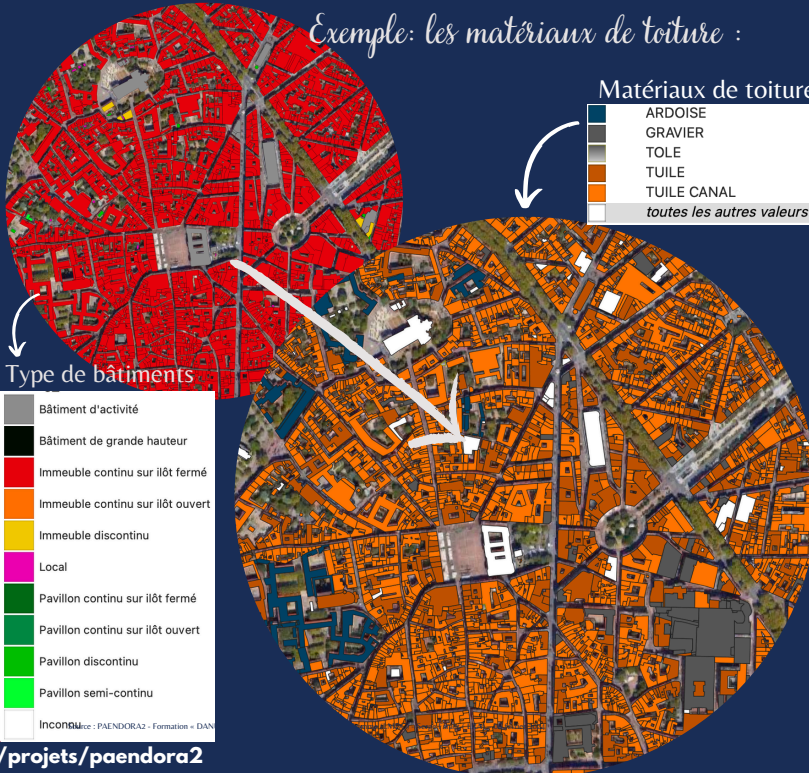 Exemple: les matériaux de toiture :
Matériaux de toiture
ARDOISE
GRAVIER
TOLE
TUILE
TUILE CANAL
toutes les autres valeurs
Type de bâtiments
Bâtiment d'activité
Bâtiment de grande hauteur
Immeuble continu sur ilôt fermé
Immeuble continu sur ilôt ouvert
Immeuble discontinu
Local
Pavillon continu sur ilôt fermé
Pavillon continu sur ilôt ouvert
Pavillon discontinu
Pavillon semi-continu
Inconnu
: PAENDORA2 - Formation «
/projets/paendora2